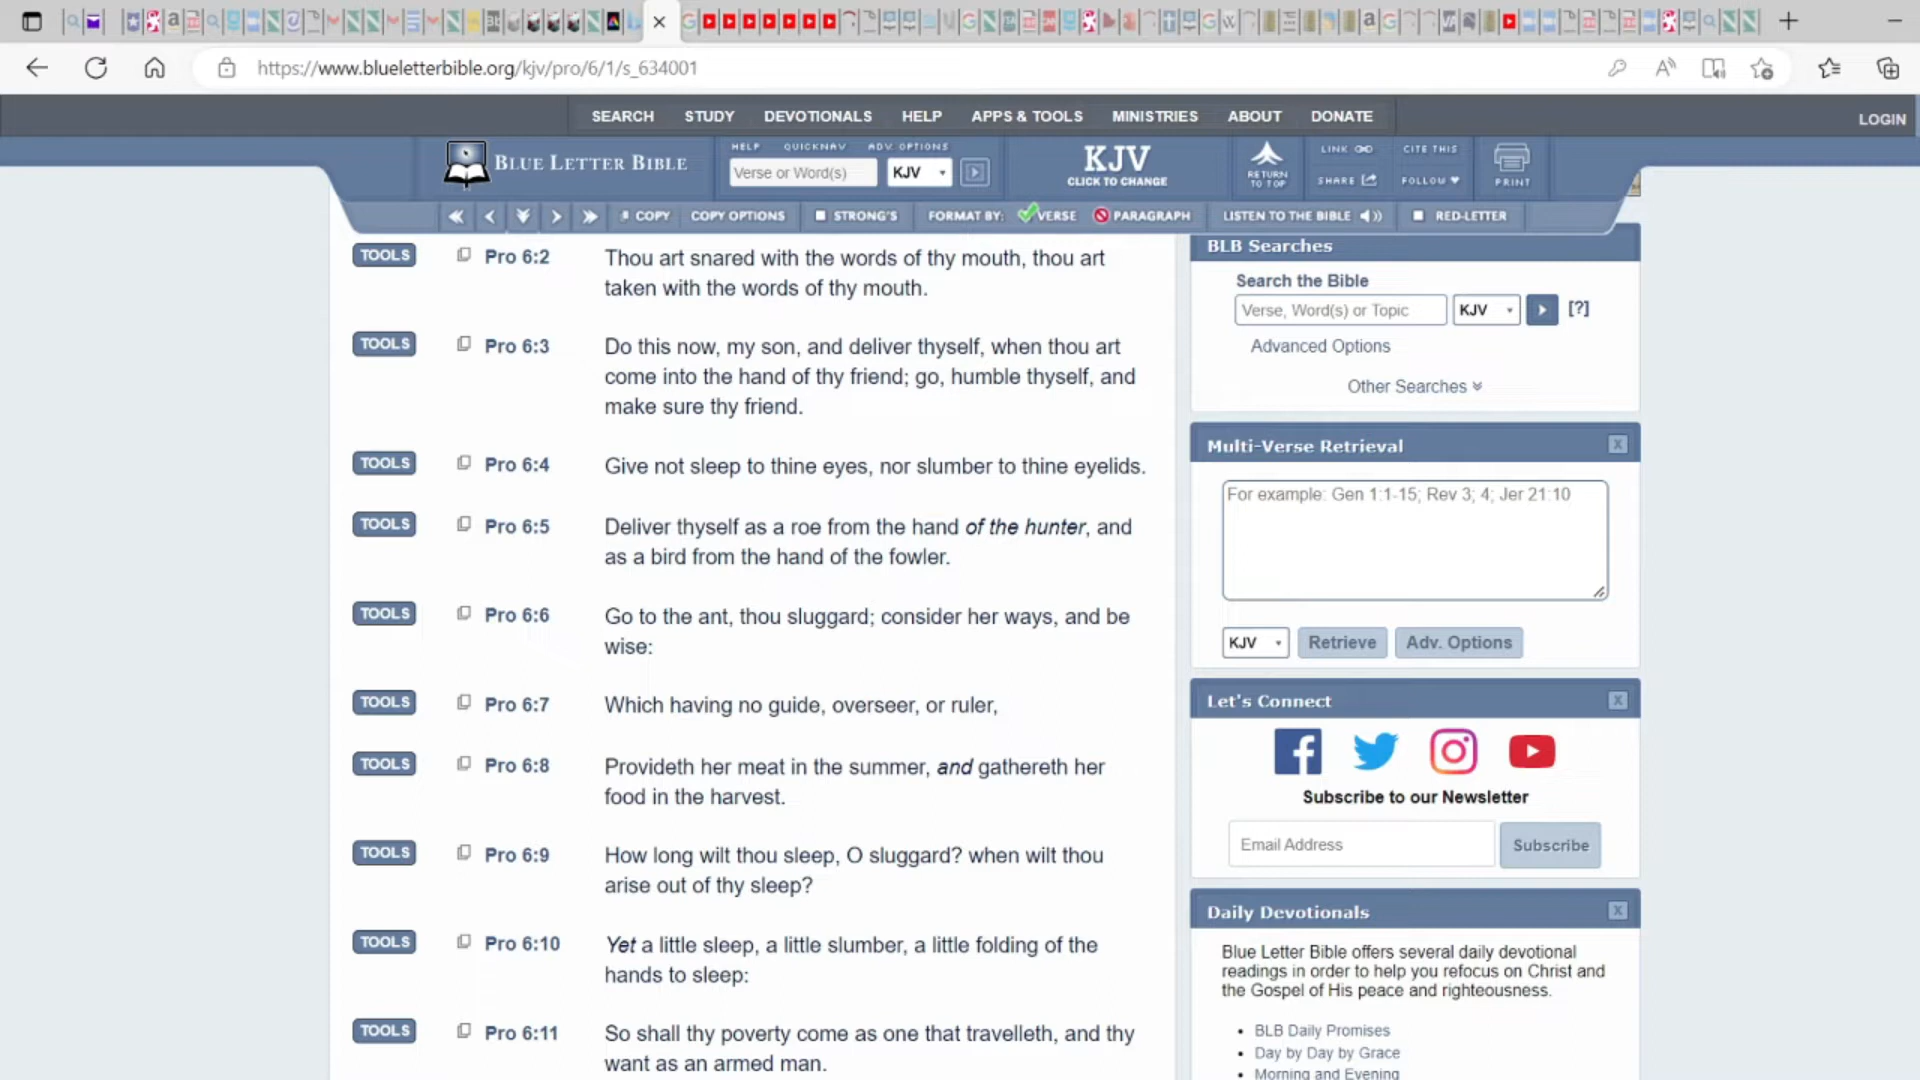 https://www.blueletterbible.org/kjv/pro/6/1/s_634001
SEARCH STUDY DEVOTIONALS HELP APPS & TOOLS MINISTRIES ABOUT DONATE
LOGIN
BLUE LETTER BIBLE
HELP QUICKNAV ADV. OPTIONS
Verse or Word(s) KJV
KJV
CLICK TO CHANGE
RETURN
TO TOP
LINK CITE THIS
SHARE FOLLOW
PRINT
COPY COPY OPTIONS STRONG'S FORMAT BY: VERSE PARAGRAPH LISTEN TO THE BIBLE RED-LETTER
TOOLS Pro 6:2 Thou art snared with the words of thy mouth, thou art
taken with the words of thy mouth.
TOOLS Pro 6:3 Do this now, my son, and deliver thyself, when thou art
come into the hand of thy friend; go, humble thyself, and
make sure thy friend.
TOOLS Pro 6:4 Give not sleep to thine eyes, nor slumber to thine eyelids.
TOOLS Pro 6:5 Deliver thyself as a roe from the hand of the hunter, and
as a bird from the hand of the fowler.
TOOLS Pro 6:6 Go to the ant, thou sluggard; consider her ways, and be
wise:
TOOLS Pro 6:7 Which having no guide, overseer, or ruler,
TOOLS Pro 6:8 Provideth her meat in the summer, and gathereth her
food in the harvest.
TOOLS Pro 6:9 How long wilt thou sleep, O sluggard? when wilt thou
arise out of thy sleep?
TOOLS Pro 6:10 Yet a little sleep, a little slumber, a little folding of the
hands to sleep:
TOOLS Pro 6:11 So shall thy poverty come as one that travelleth, and thy
want as an armed man.
BLB Searches
Search the Bible
Verse, Word(s) or Topic KJV [?]
Advanced Options
Other Searches
Multi-Verse Retrieval X
For example: Gen 1:1-15; Rev 3; 4; Jer 21:10
KJV Retrieve Adv. Options
Let's Connect X
Subscribe to our Newsletter
Email Address Subscribe
Daily Devotionals X
Blue Letter Bible offers several daily devotional
readings in order to help you refocus on Christ and
the Gospel of His peace and righteousness.
• BLB Daily Promises
• Day by Day by Grace
Morning and Evening